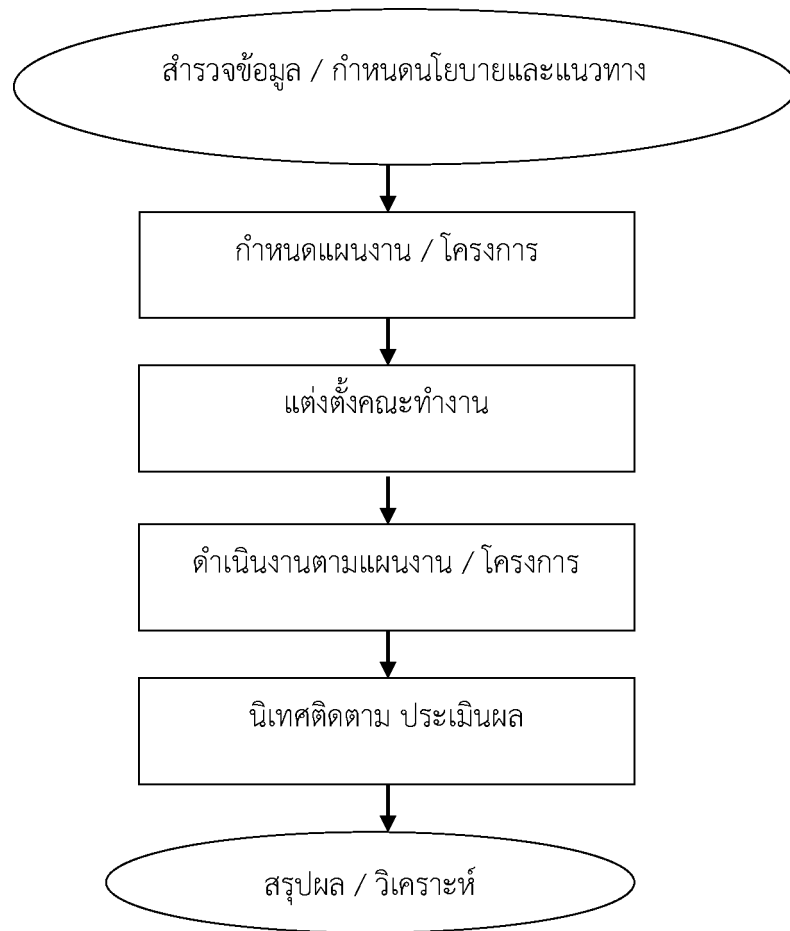 สำรวจข้อมูล / กำหนดนโยบายและแนวทาง
กำหนดแผนงาน / โครงการ
แต่งตั้งคณะทำงาน
ดำเนินงานตามแผนงาน / โครงการ
นิเทศติดตาม ประเมินผล
สรุปผล / วิเคราะห์